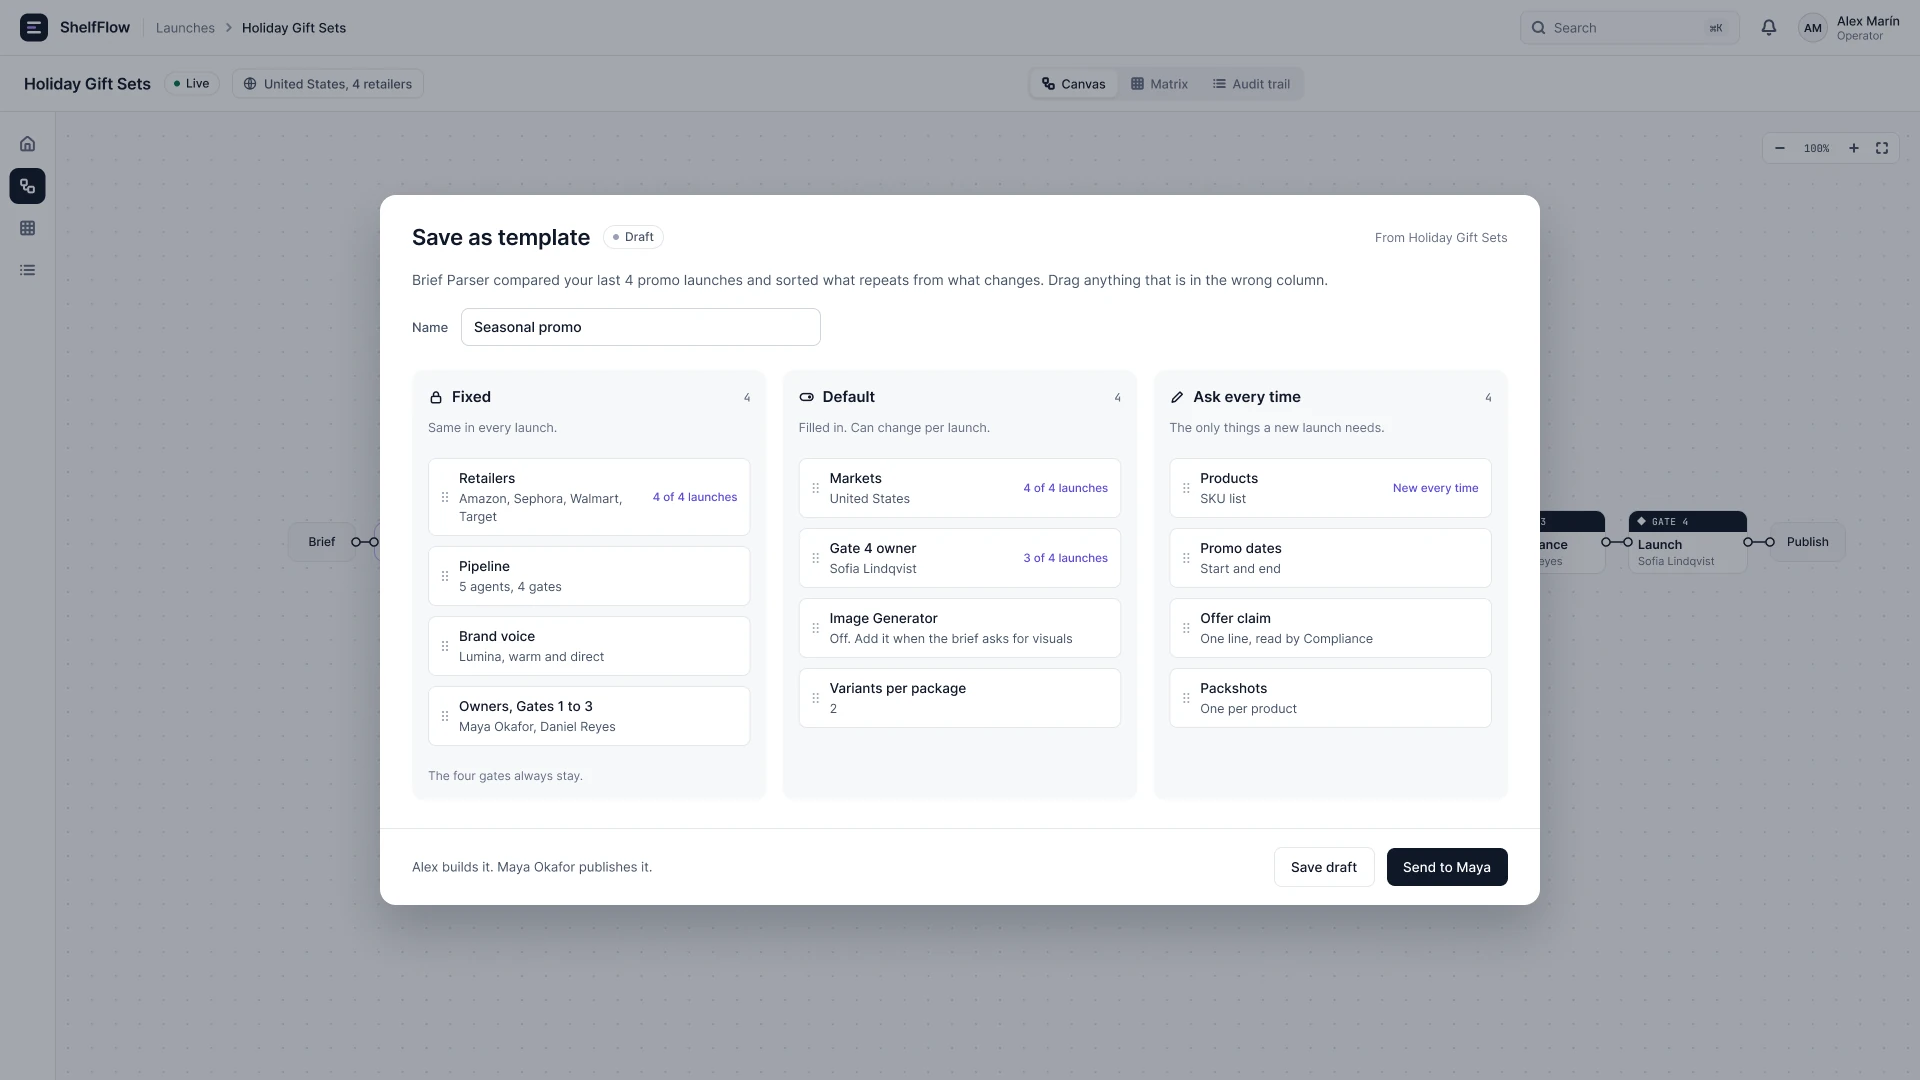 ShelfFlow
Launches
Holiday Gift Sets
Search
⌘K
AM
Alex Marín
Operator
Holiday Gift Sets
Live
United States, 4 retailers
Canvas
Matrix
Audit trail
100%
Save as template
Draft
From Holiday Gift Sets
Brief Parser compared your last 4 promo launches and sorted what repeats from what changes. Drag anything that is in the wrong column.
Name
Seasonal promo
Fixed
4
Same in every launch.
Retailers
Amazon, Sephora, Walmart,
Target
4 of 4 launches
Pipeline
5 agents, 4 gates
Brand voice
Lumina, warm and direct
Owners, Gates 1 to 3
Maya Okafor, Daniel Reyes
The four gates always stay.
Default
4
Filled in. Can change per launch.
Markets
United States
4 of 4 launches
Gate 4 owner
Sofia Lindqvist
3 of 4 launches
Image Generator
Off. Add it when the brief asks for visuals
Variants per package
2
Ask every time
4
The only things a new launch needs.
Products
SKU list
New every time
Promo dates
Start and end
Offer claim
One line, read by Compliance
Packshots
One per product
Alex builds it. Maya Okafor publishes it.
Save draft
Send to Maya
Brief
3
ance
eyes
GATE 4
Launch
Sofia Lindqvist
Publish